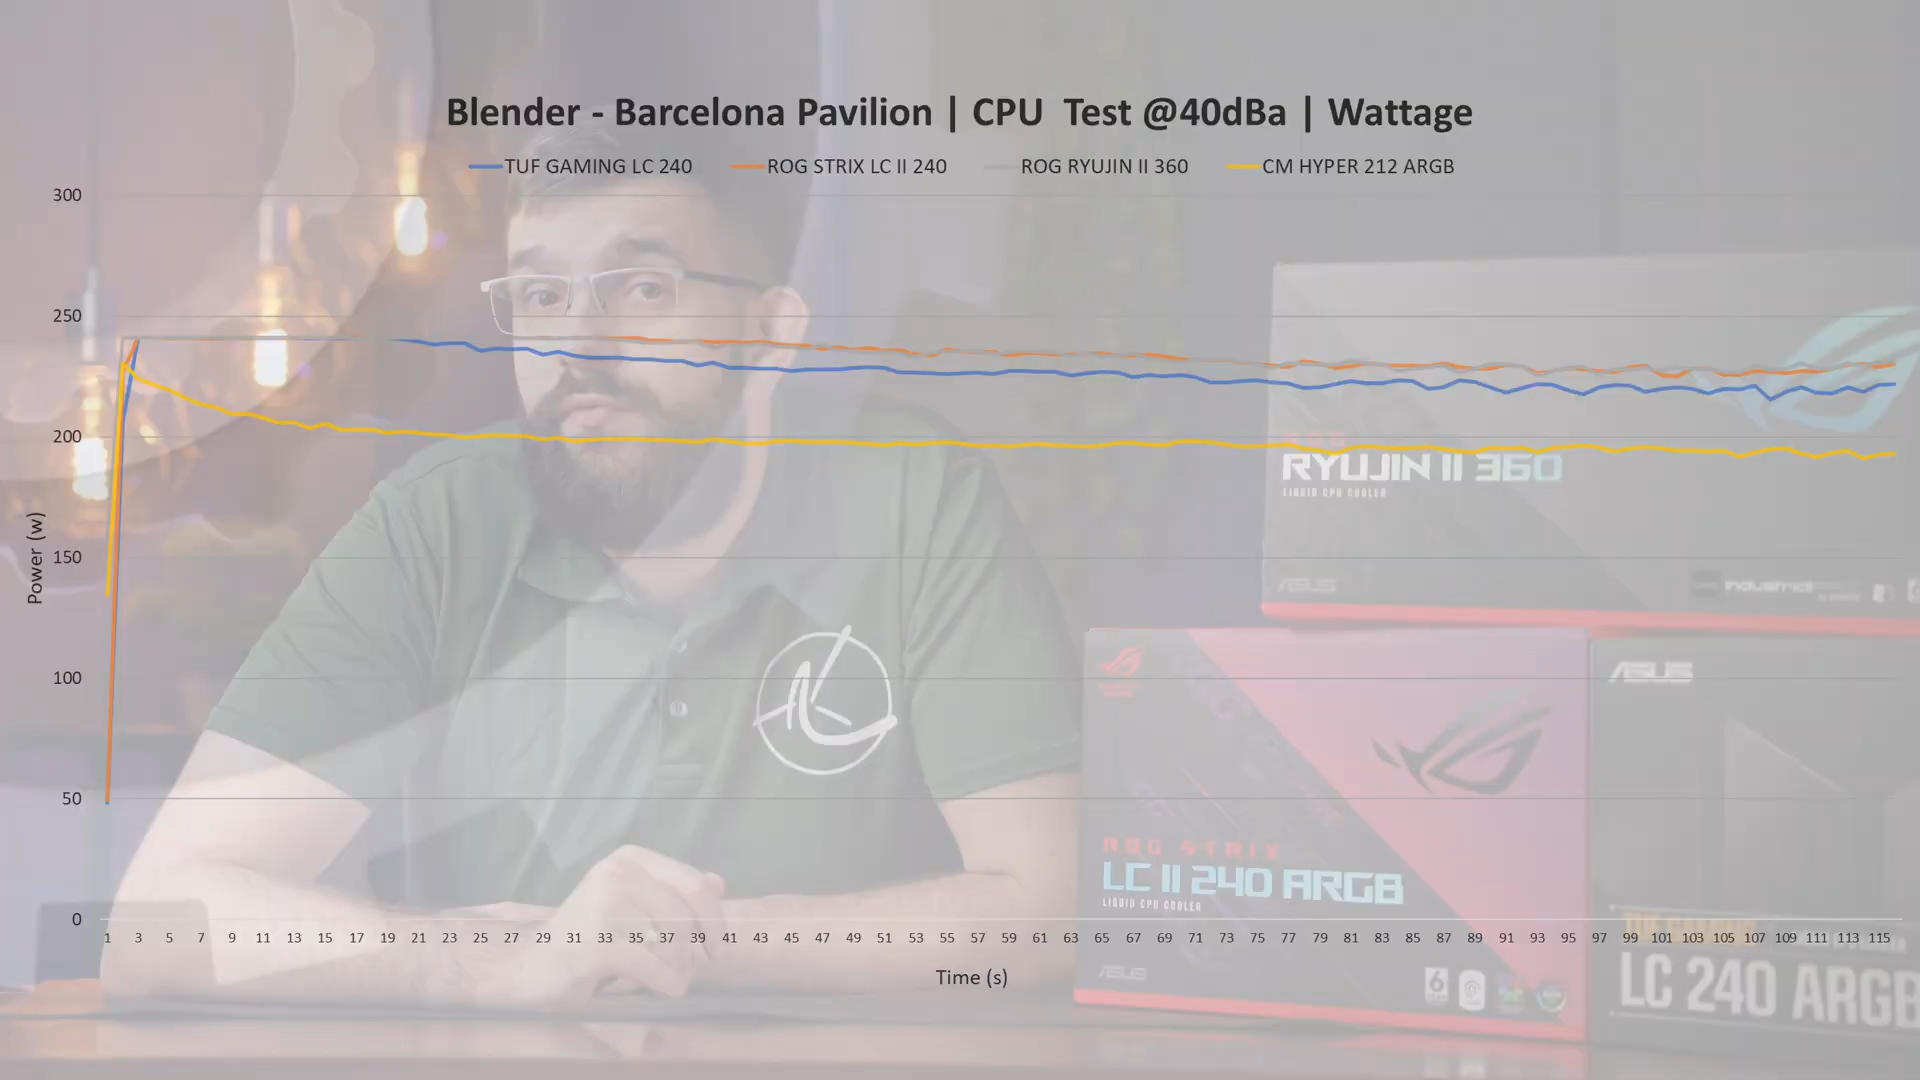 Blender - Barcelona Pavilion | CPU Test @40dBa | Wattage
TUF GAMING LC 240 ROG STRIX LC II 240 ROG RYUJIN II 360 CM HYPER 212 ARGB
300
250
200
150
100
50
0
Power (w)
1 3 5 7 9 11 13 15 17 19 21 23 25 27 29 31 33 35 37 39 41 43 45 47 49 51 53 55 57 59 61 63 65 67 69 71 73 75 77 79 81 83 85 87 89 91 93 95 97 99 101 103 105 107 109 111 113 115
Time (s)
ROG
RYUJIN II 360
LIQUID CPU COOLER
ASUS
industrial
ROG STRIX
LC II 240 ARGB
LIQUID CPU COOLER
ASUS
6
ASUS
TUF GAMING
LC 240 ARGB